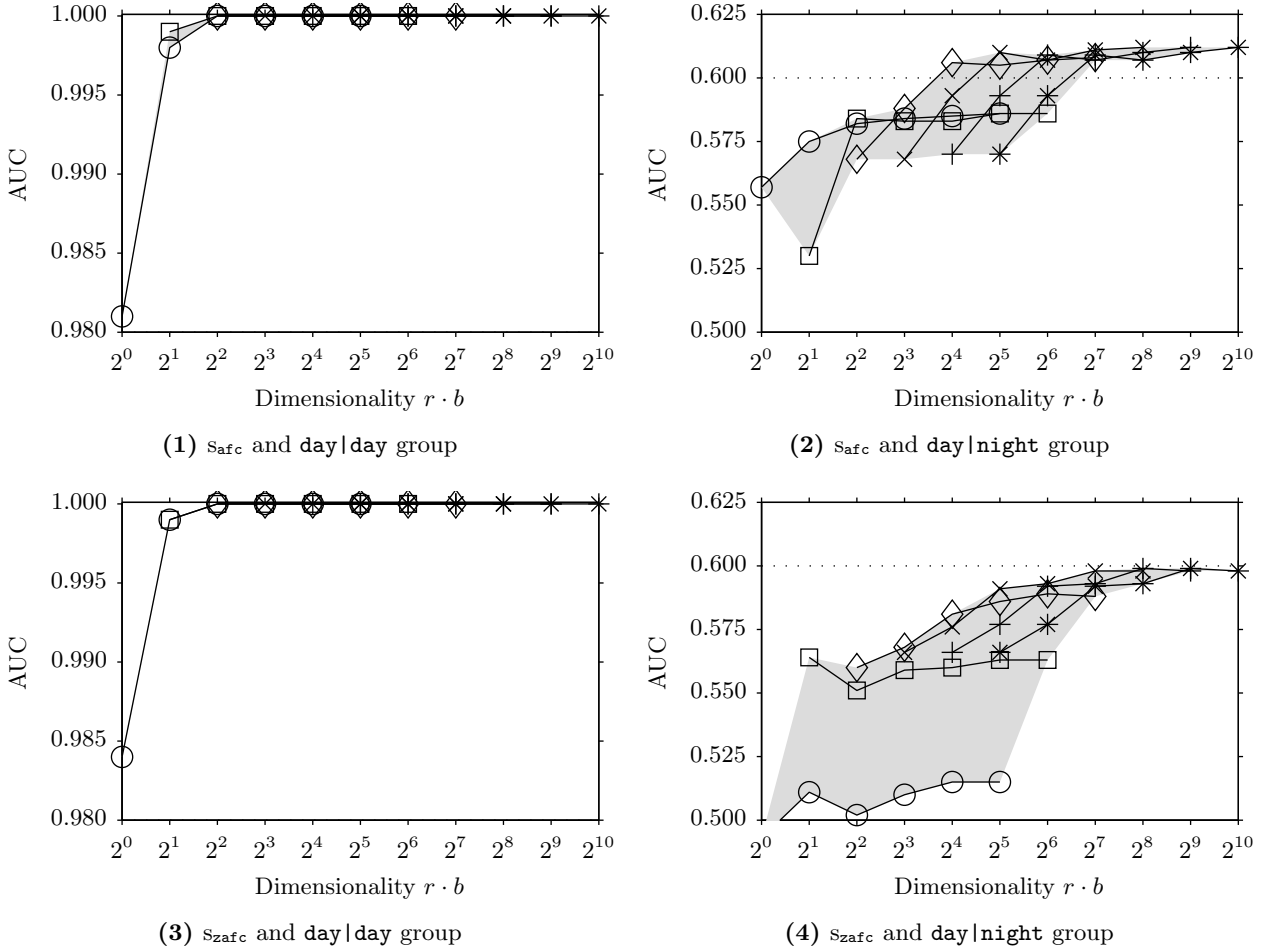 1.000
0.995
0.990
0.985
0.980
AUC
2^0 2^1 2^2 2^3 2^4 2^5 2^6 2^7 2^8 2^9 2^10
Dimensionality r · b
(1) s_afc and day|day group
0.625
0.600
0.575
0.550
0.525
0.500
AUC
2^0 2^1 2^2 2^3 2^4 2^5 2^6 2^7 2^8 2^9 2^10
Dimensionality r · b
(2) s_afc and day|night group
1.000
0.995
0.990
0.985
0.980
AUC
2^0 2^1 2^2 2^3 2^4 2^5 2^6 2^7 2^8 2^9 2^10
Dimensionality r · b
(3) s_zafc and day|day group
0.625
0.600
0.575
0.550
0.525
0.500
AUC
2^0 2^1 2^2 2^3 2^4 2^5 2^6 2^7 2^8 2^9 2^10
Dimensionality r · b
(4) s_zafc and day|night group